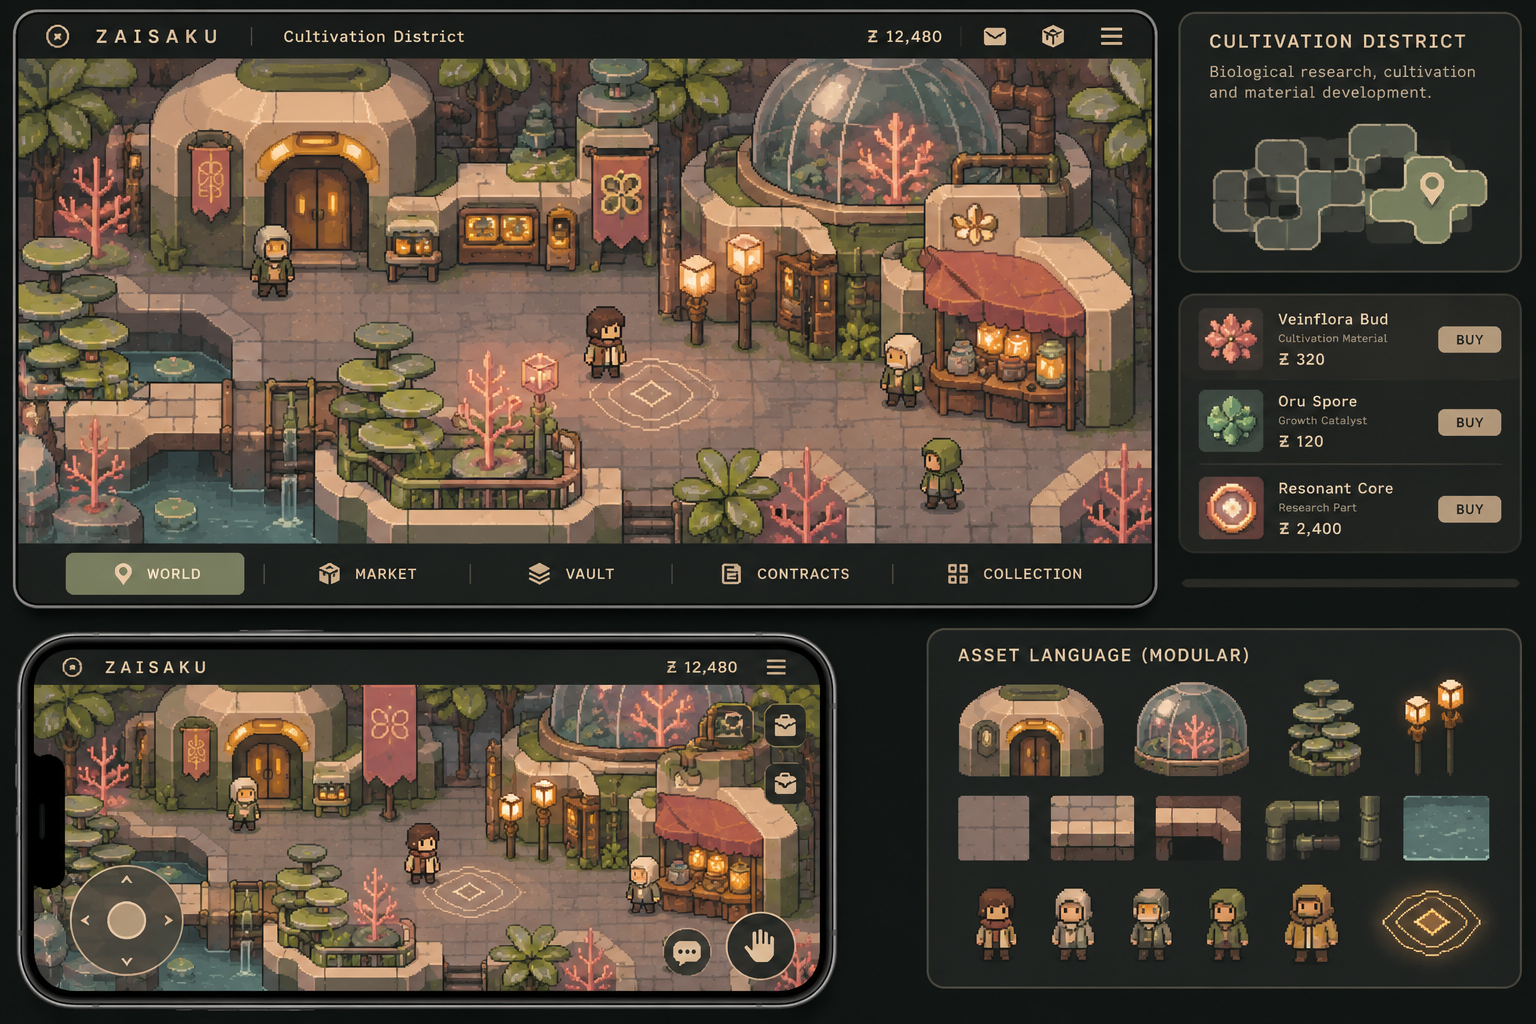 ZAISAKU
Cultivation District
Ƶ 12,480
WORLD
MARKET
VAULT
CONTRACTS
COLLECTION
CULTIVATION DISTRICT
Biological research, cultivation
and material development.
Veinflora Bud
Cultivation Material
Ƶ 320
BUY
Oru Spore
Growth Catalyst
Ƶ 120
BUY
Resonant Core
Research Part
Ƶ 2,400
BUY
ZAISAKU
Ƶ 12,480
ASSET LANGUAGE (MODULAR)